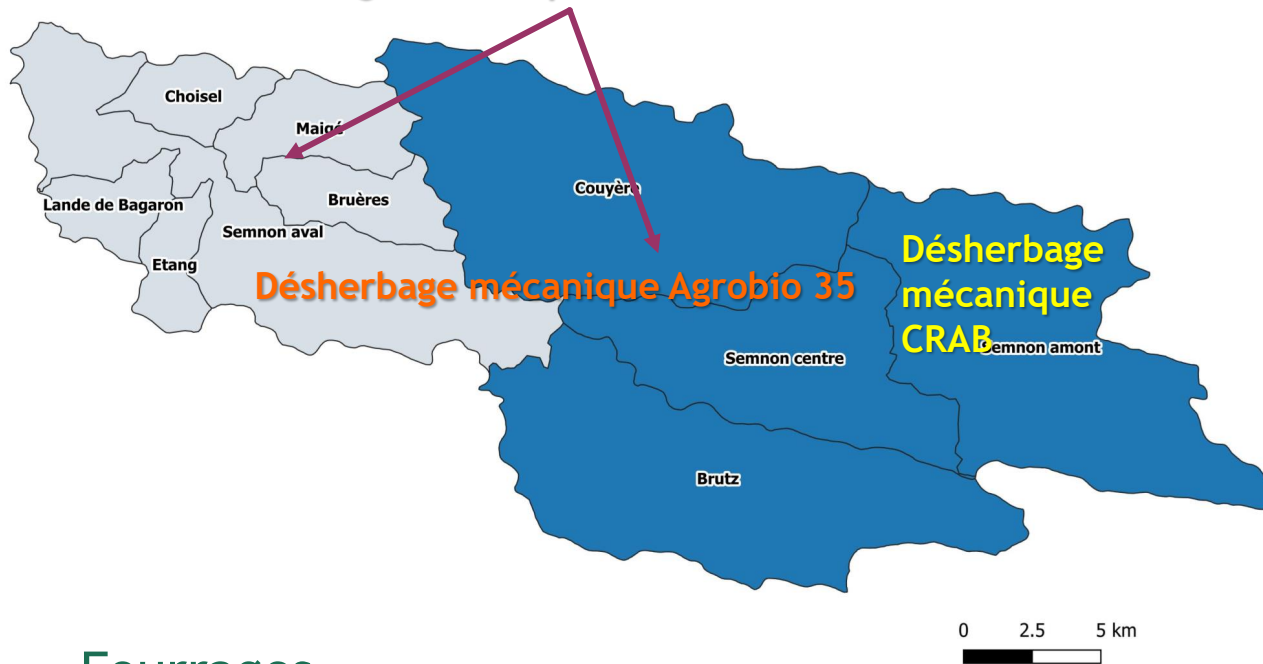 Choisel
Maigé
Couyère
Lande de Bagaron
Bruères
Semnon aval
Etang
Désherbage mécanique Agrobio 35
Désherbage
mécanique
CRAB
Semnon amont
Semnon centre
Brutz
0 2.5 5 km